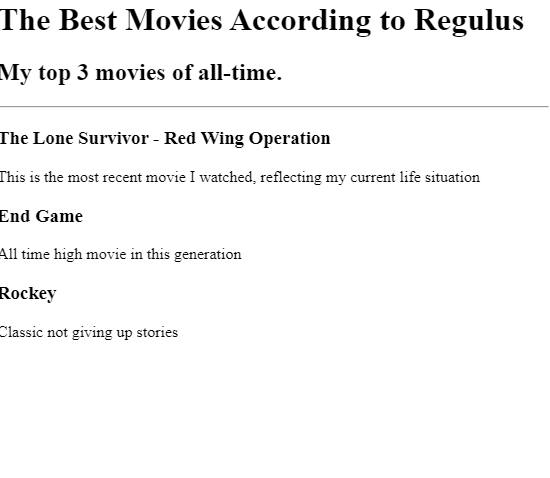 The Best Movies According to Regulus
My top 3 movies of all-time.
The Lone Survivor - Red Wing Operation
This is the most recent movie I watched, reflecting my current life situation
End Game
All time high movie in this generation
Rockey
Classic not giving up stories